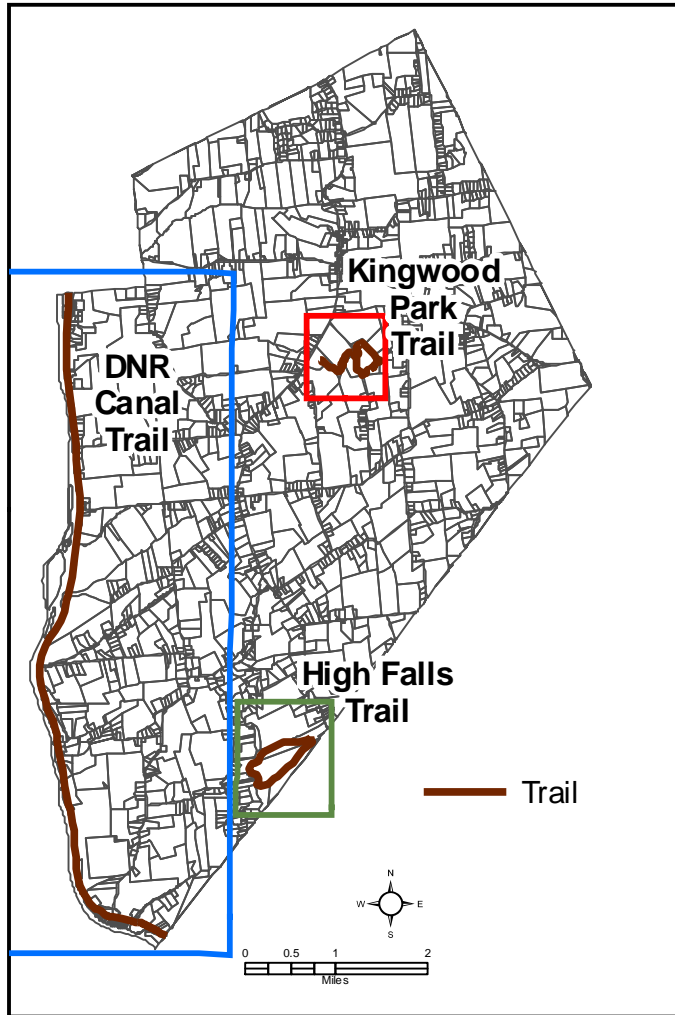 Kingwood
Park
Trail
DNR
Canal
Trail
High Falls
Trail
Trail
N
W E
S
0 0.5 1 2
Miles